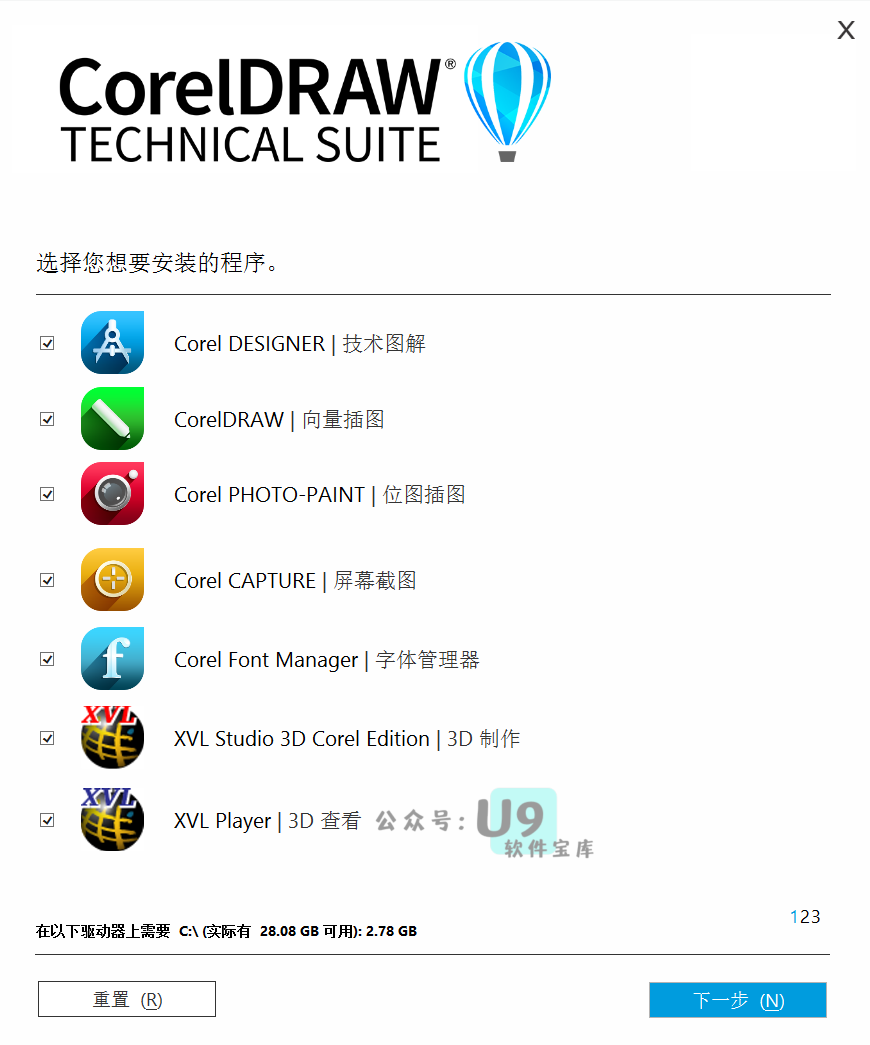 X
CorelDRAW®
TECHNICAL SUITE
选择您想要安装的程序。
Corel DESIGNER | 技术图解
CorelDRAW | 向量插图
Corel PHOTO-PAINT | 位图插图
Corel CAPTURE | 屏幕截图
f
Corel Font Manager | 字体管理器
XVL
XVL Studio 3D Corel Edition | 3D 制作
XVL
XVL Player | 3D 查看
公众号: U9
软件宝库
123
在以下驱动器上需要 C:\ (实际有 28.08 GB 可用): 2.78 GB
重置 (R)
下一步 (N)